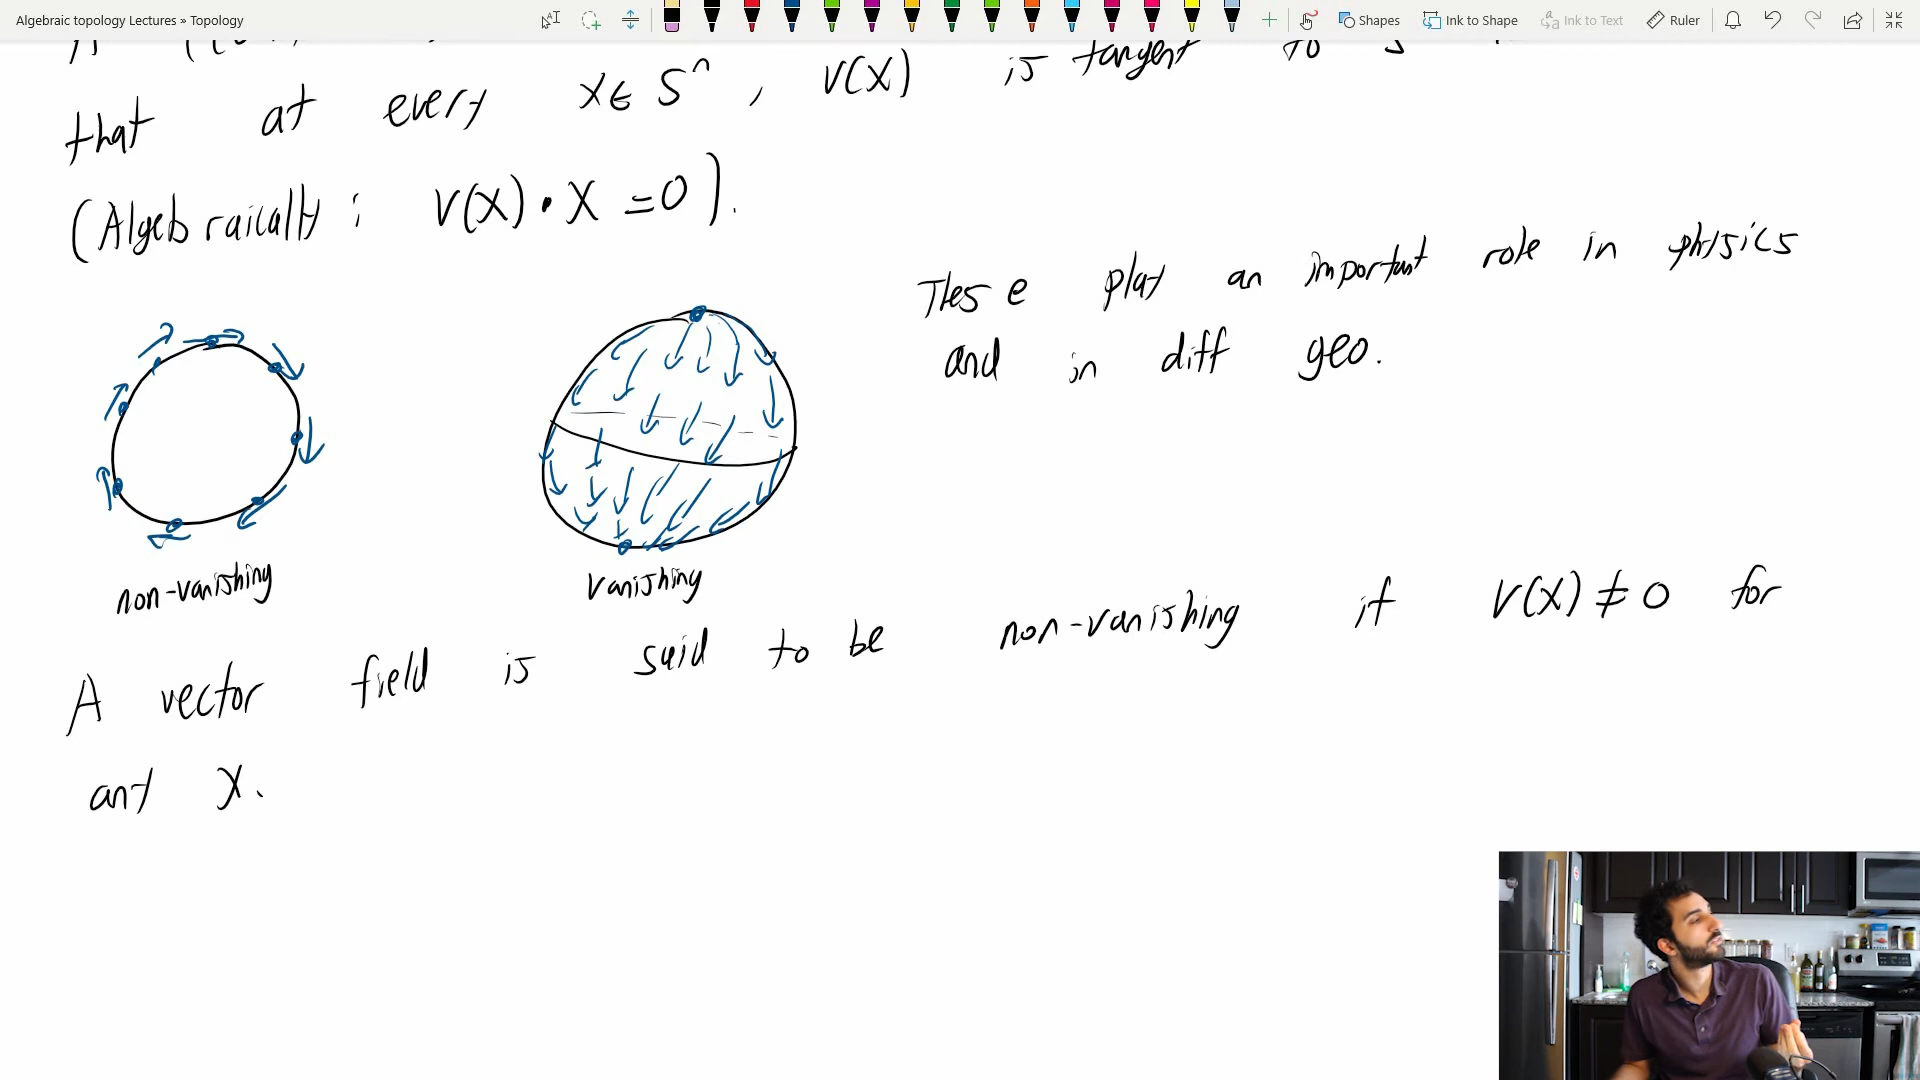 Algebraic topology Lectures » Topology
Shapes
Ink to Shape
Ink to Text
Ruler
is tangent to
that at every x ∈ Sⁿ, v(x)
(Algebraically: v(x) • x = 0).
These play an important role in physics
and in diff geo.
non-vanishing
vanishing
A vector field is said to be non-vanishing if v(x) ≠ 0 for
any x.